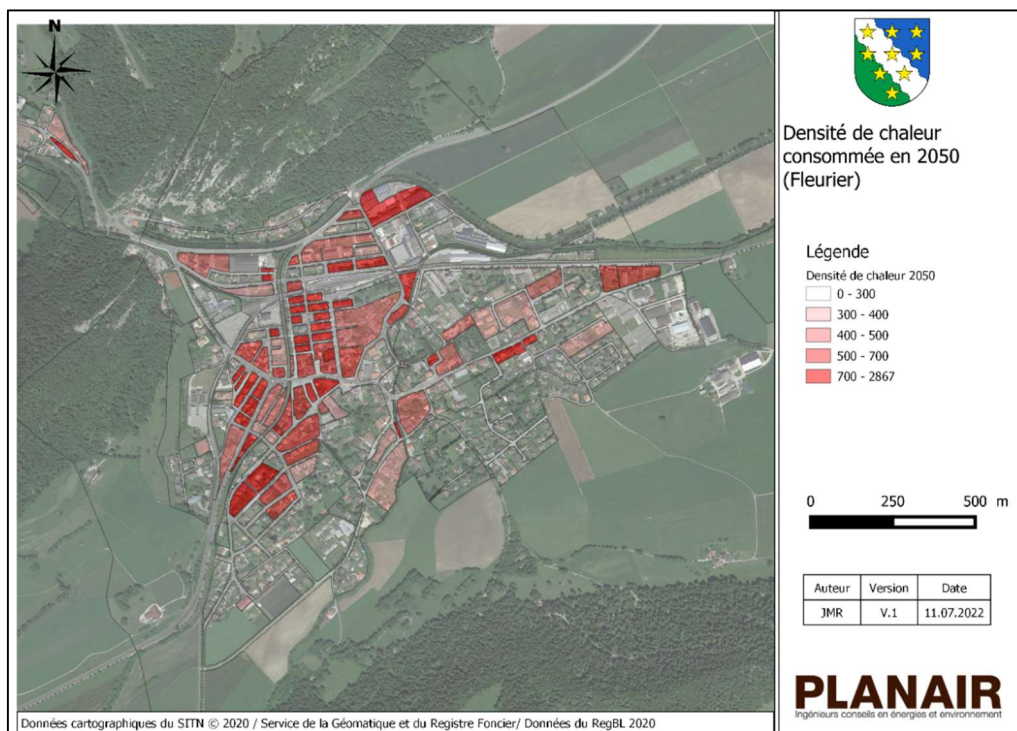 N
Densité de chaleur
consommée en 2050
(Fleurier)
Légende
Densité de chaleur 2050
0 - 300
300 - 400
400 - 500
500 - 700
700 - 2867
0 250 500 m
Auteur Version Date
JMR V.1 11.07.2022
PLANAIR
Ingénieurs conseils en énergies et environnement
Données cartographiques du SITN © 2020 / Service de la Géomatique et du Registre Foncier/ Données du RegBL 2020